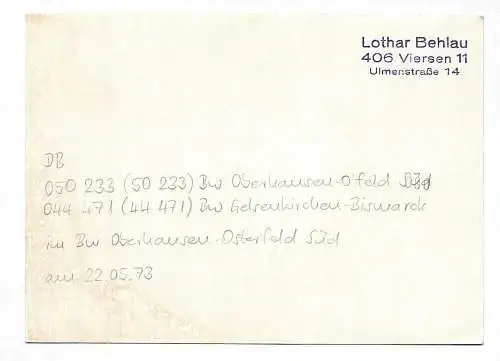 Lothar Behlau
406 Viersen 11
Ulmenstraße 14
DB
050 233 (50 233) Bw Oberhausen-O'feld Süd
044 471 (44 471) Bw Gelsenkirchen-Bismarck
im Bw Oberhausen-Osterfeld Süd
am 22.05.73